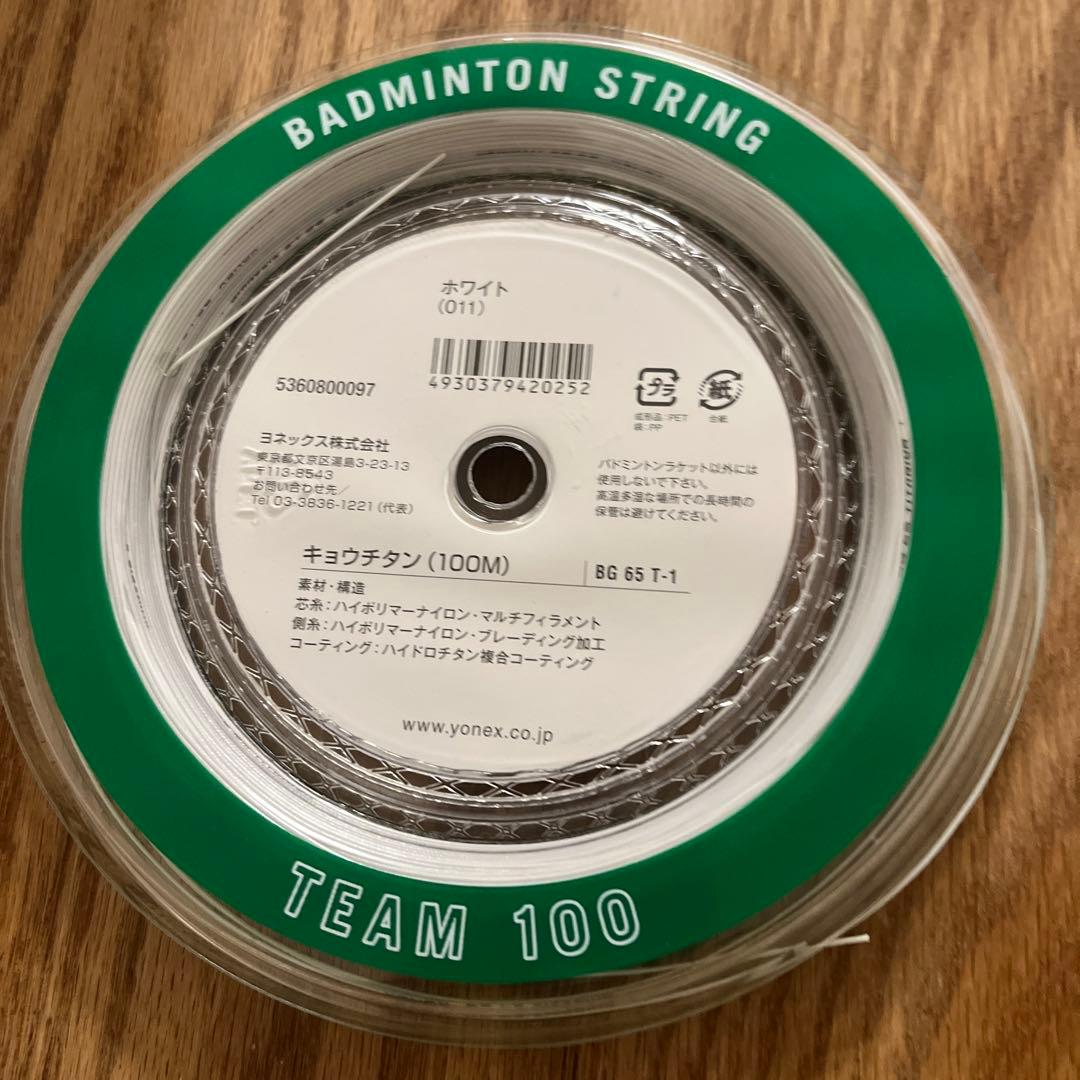 BADMINTON STRING
ホワイト
(011)
4930379420252
5360800097
プラ
紙
成形品:PET
袋:PP
台紙
ヨネックス株式会社
東京都文京区湯島3-23-13
〒113-8543
お問い合わせ先/
Tel 03-3836-1221(代表)
バドミントンラケット以外には
使用しないで下さい。
高温多湿な場所での長時間の
保管は避けてください。
キョウチタン(100M)
BG 65 T-1
素材・構造
芯糸:ハイポリマーナイロン・マルチフィラメント
側糸:ハイポリマーナイロン・ブレーディング加工
コーティング:ハイドロチタン複合コーティング
www.yonex.co.jp
TEAM 100